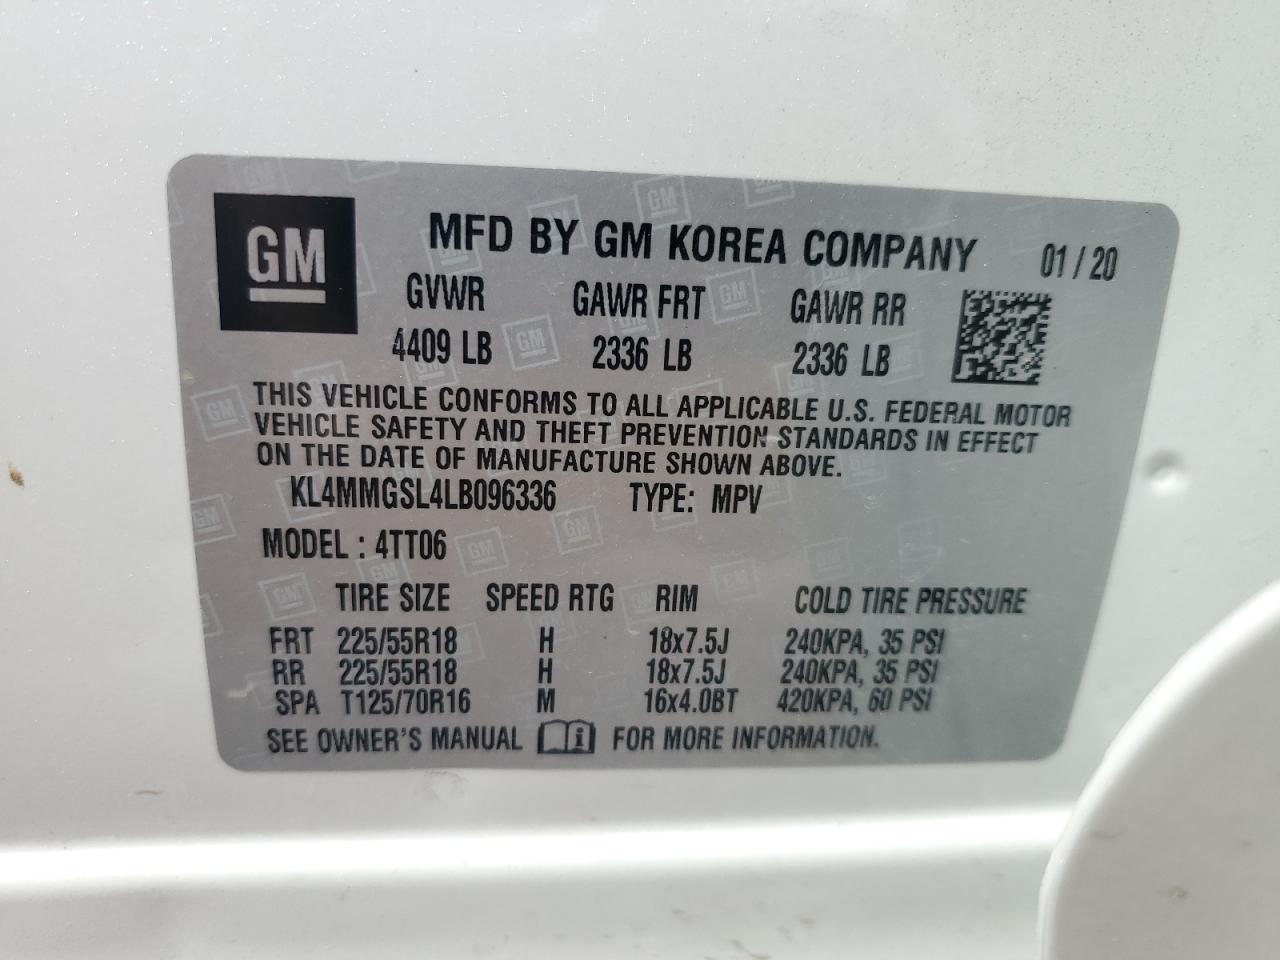 GM
MFD BY GM KOREA COMPANY 01/20
GVWR GAWR FRT GAWR RR
4409 LB 2336 LB 2336 LB
THIS VEHICLE CONFORMS TO ALL APPLICABLE U.S. FEDERAL MOTOR
VEHICLE SAFETY AND THEFT PREVENTION STANDARDS IN EFFECT
ON THE DATE OF MANUFACTURE SHOWN ABOVE.
KL4MMGSL4LB096336 TYPE: MPV
MODEL : 4TT06
TIRE SIZE SPEED RTG RIM COLD TIRE PRESSURE
FRT 225/55R18 H 18x7.5J 240KPA, 35 PSI
RR 225/55R18 H 18x7.5J 240KPA, 35 PSI
SPA T125/70R16 M 16x4.0BT 420KPA, 60 PSI
SEE OWNER'S MANUAL i FOR MORE INFORMATION.